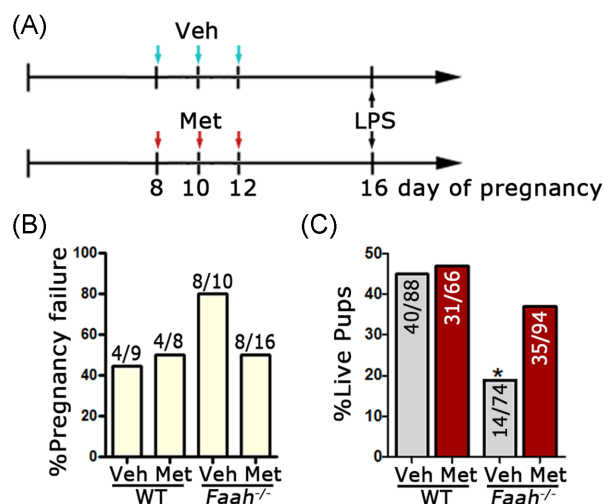 (A)
Veh
Met
LPS
8 10 12 16 day of pregnancy
(B)
%Pregnancy failure
100
80
60
40
20
0
4/9
4/8
8/10
8/16
Veh Met Veh Met
WT Faah⁻/⁻
(C)
%Live Pups
50
40
30
20
10
0
40/88
31/66
*
14/74
35/94
Veh Met Veh Met
WT Faah⁻/⁻